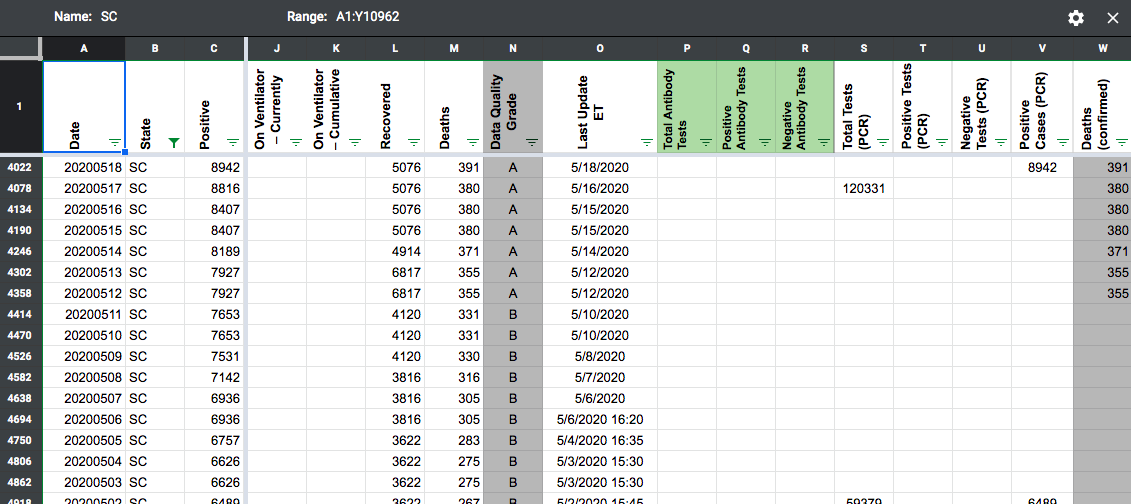 Name: SC Range: A1:Y10962
A B C J K L M N O P Q R S T U V W
1 Date State Positive On Ventilator – Currently On Ventilator – Cumulative Recovered Deaths Data Quality Grade Last Update ET Total Antibody Tests Positive Antibody Tests Negative Antibody Tests Total Tests (PCR) Positive Tests (PCR) Negative Tests (PCR) Positive Cases (PCR) Deaths (confirmed)
4022 20200518 SC 8942 5076 391 A 5/18/2020 8942 391
4078 20200517 SC 8816 5076 380 A 5/16/2020 120331 380
4134 20200516 SC 8407 5076 380 A 5/15/2020 380
4190 20200515 SC 8407 5076 380 A 5/15/2020 380
4246 20200514 SC 8189 4914 371 A 5/14/2020 371
4302 20200513 SC 7927 6817 355 A 5/12/2020 355
4358 20200512 SC 7927 6817 355 A 5/12/2020 355
4414 20200511 SC 7653 4120 331 B 5/10/2020
4470 20200510 SC 7653 4120 331 B 5/10/2020
4526 20200509 SC 7531 4120 330 B 5/8/2020
4582 20200508 SC 7142 3816 316 B 5/7/2020
4638 20200507 SC 6936 3816 305 B 5/6/2020
4694 20200506 SC 6936 3816 305 B 5/6/2020 16:20
4750 20200505 SC 6757 3622 283 B 5/4/2020 16:35
4806 20200504 SC 6626 3622 275 B 5/3/2020 15:30
4862 20200503 SC 6626 3622 275 B 5/3/2020 15:30
4918 20200502 SC 6489 3622 267 B 5/2/2020 15:45 59379 6489